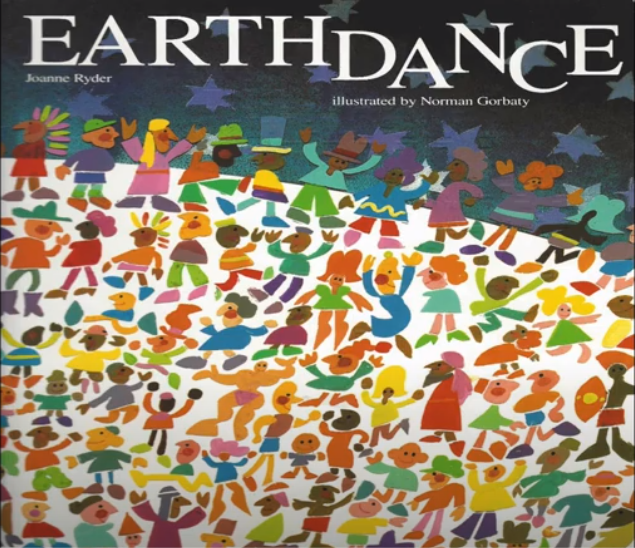 EARTHDANCE
Joanne Ryder
illustrated by Norman Gorbaty